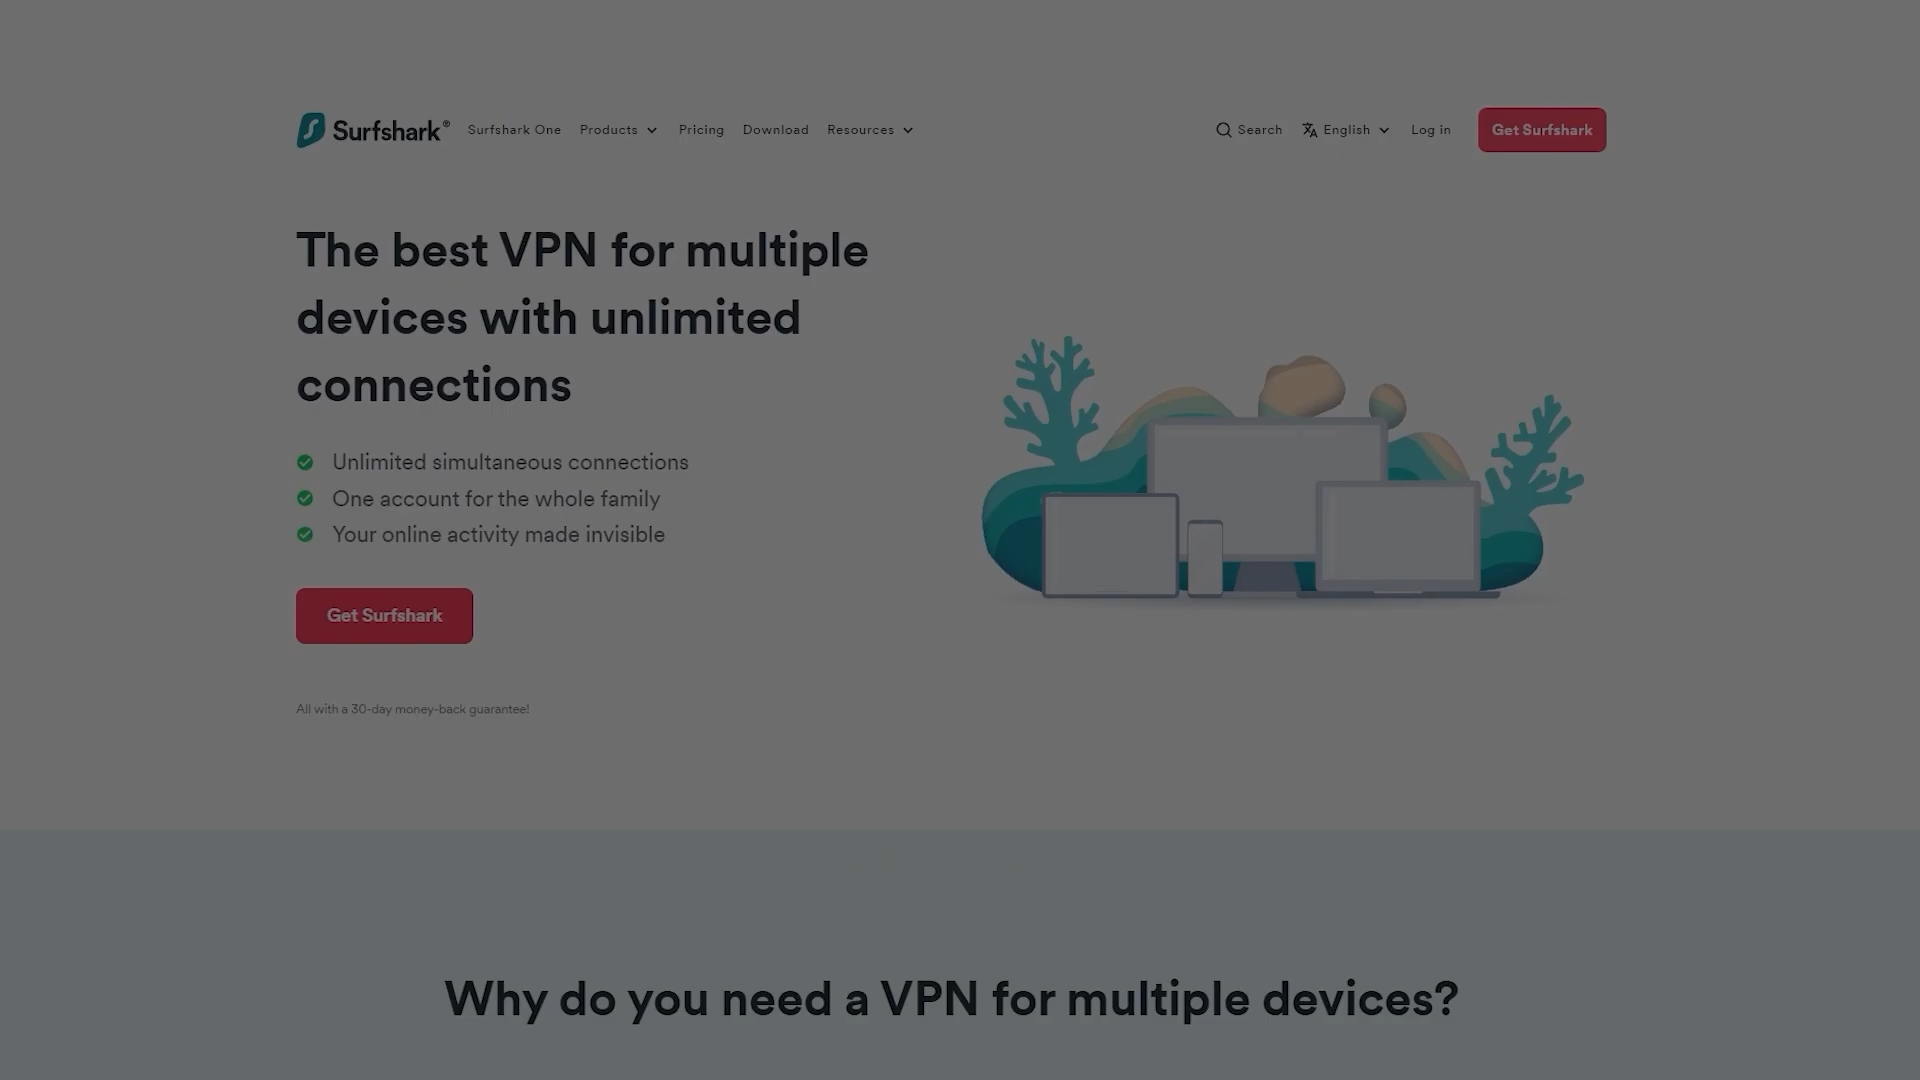 Surfshark® Surfshark One Products Pricing Download Resources Search English Log in Get Surfshark
The best VPN for multiple
devices with unlimited
connections
Unlimited simultaneous connections
One account for the whole family
Your online activity made invisible
Get Surfshark
All with a 30-day money-back guarantee!
Why do you need a VPN for multiple devices?